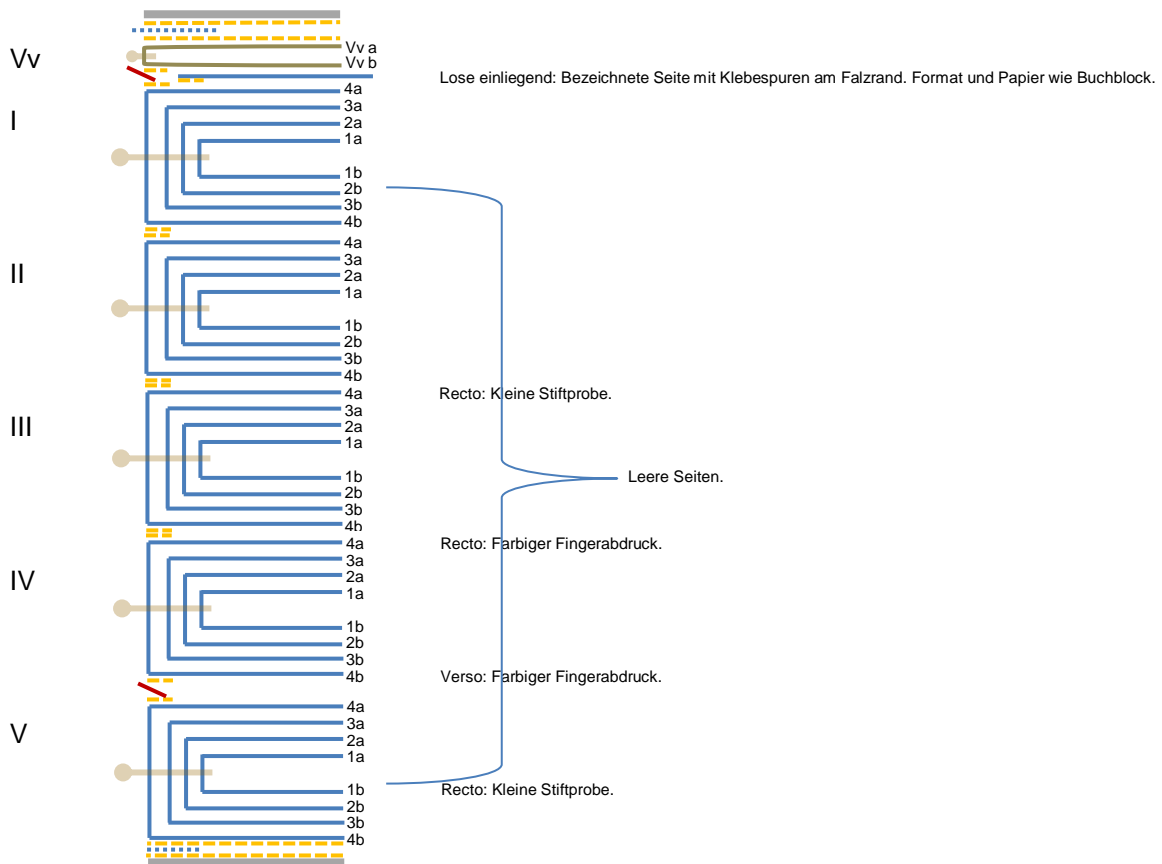 Vv
Vv a
Vv b
Lose einliegend: Bezeichnete Seite mit Klebespuren am Falzrand. Format und Papier wie Buchblock.
I
4a
3a
2a
1a
1b
2b
3b
4b
II
4a
3a
2a
1a
1b
2b
3b
4b
III
4a
Recto: Kleine Stiftprobe.
3a
2a
1a
1b
Leere Seiten.
2b
3b
4b
IV
4a
Recto: Farbiger Fingerabdruck.
3a
2a
1a
1b
2b
3b
4b
Verso: Farbiger Fingerabdruck.
V
4a
3a
2a
1a
1b
Recto: Kleine Stiftprobe.
2b
3b
4b